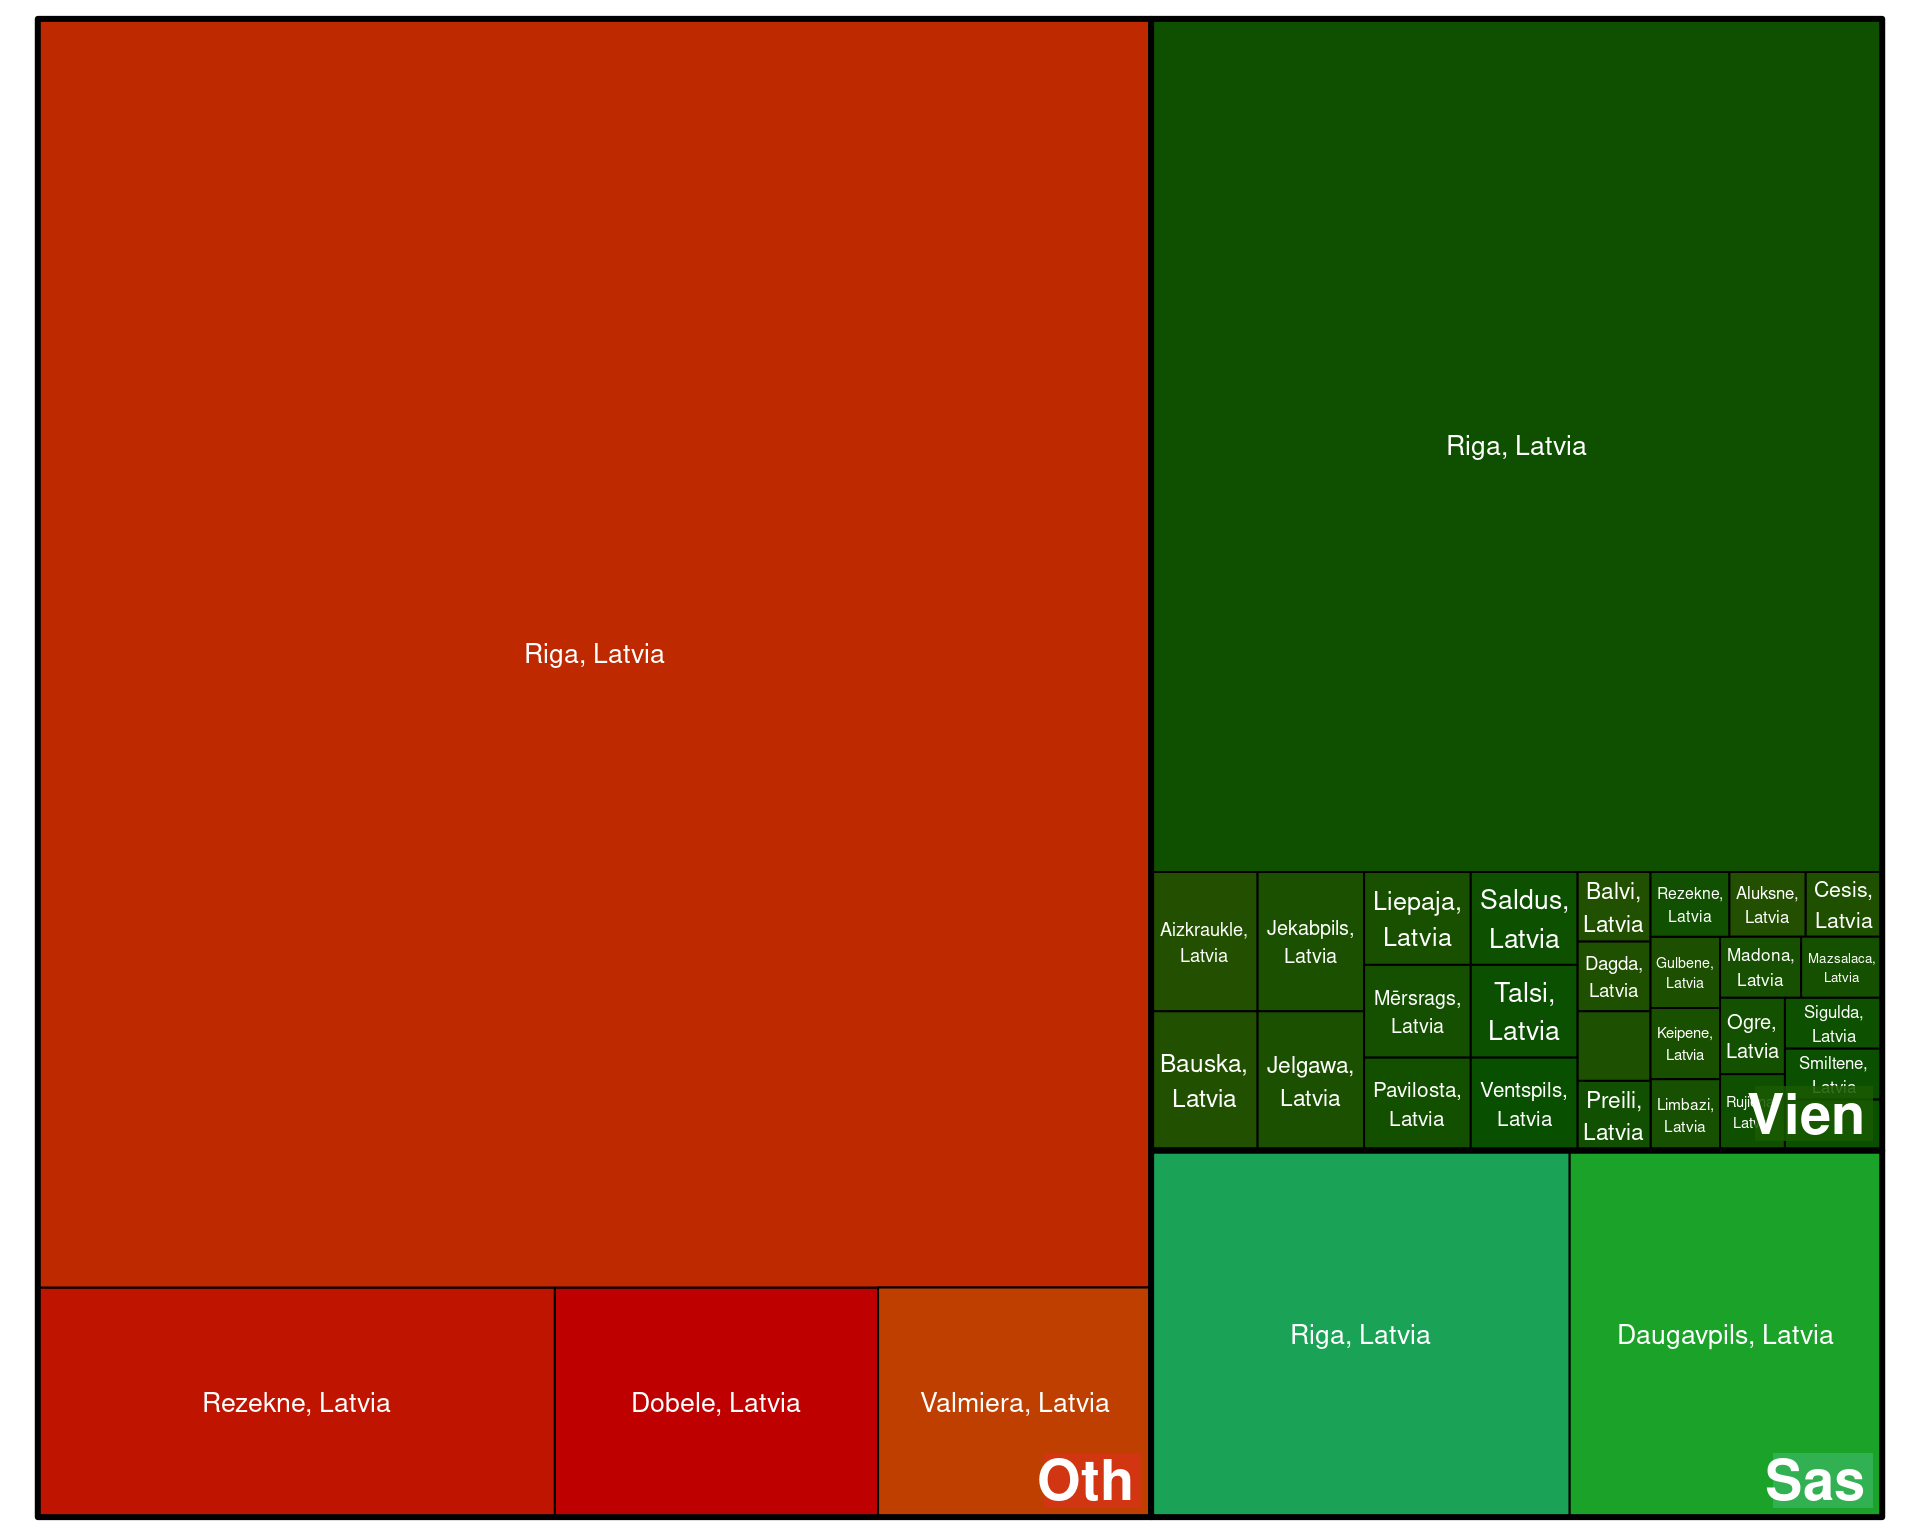 Riga, Latvia
Rezekne, Latvia
Dobele, Latvia
Valmiera, Latvia
Oth
Riga, Latvia
Aizkraukle,
Latvia
Bauska,
Latvia
Jekabpils,
Latvia
Jelgawa,
Latvia
Liepaja,
Latvia
Mērsrags,
Latvia
Pavilosta,
Latvia
Saldus,
Latvia
Talsi,
Latvia
Ventspils,
Latvia
Balvi,
Latvia
Dagda,
Latvia
Preili,
Latvia
Rezekne,
Latvia
Aluksne,
Latvia
Cesis,
Latvia
Gulbene,
Latvia
Keipene,
Latvia
Limbazi,
Latvia
Madona,
Latvia
Mazsalaca,
Latvia
Ogre,
Latvia
Sigulda,
Latvia
Smiltene,
Latvia
Vien
Riga, Latvia
Daugavpils, Latvia
Sas